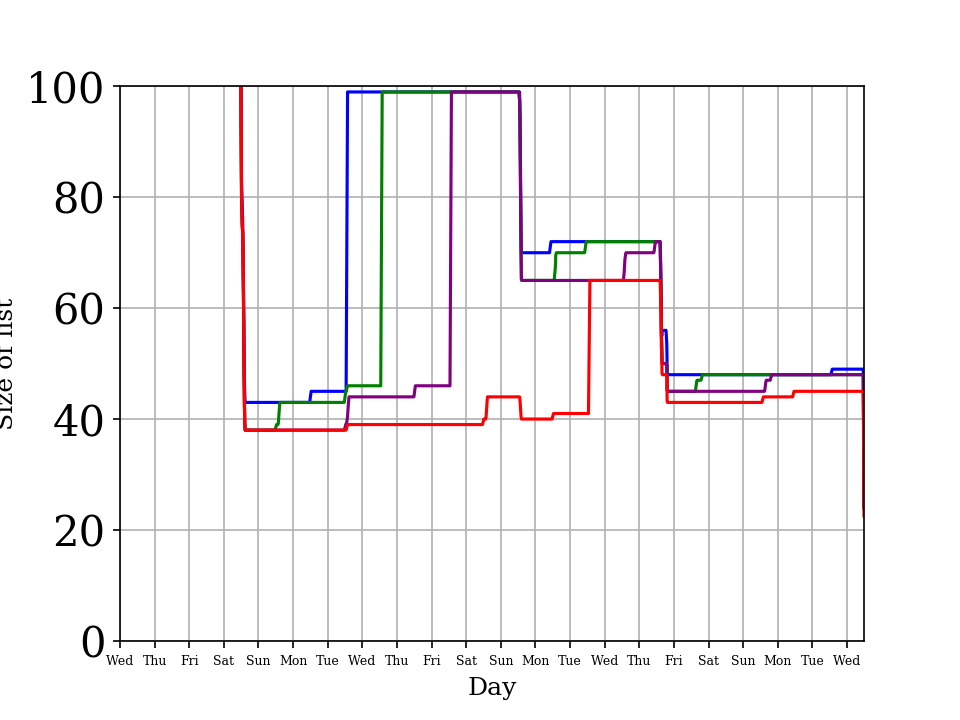 100
80
60
40
20
0
Size of list
Wed Thu Fri Sat Sun Mon Tue Wed Thu Fri Sat Sun Mon Tue Wed Thu Fri Sat Sun Mon Tue Wed
Day